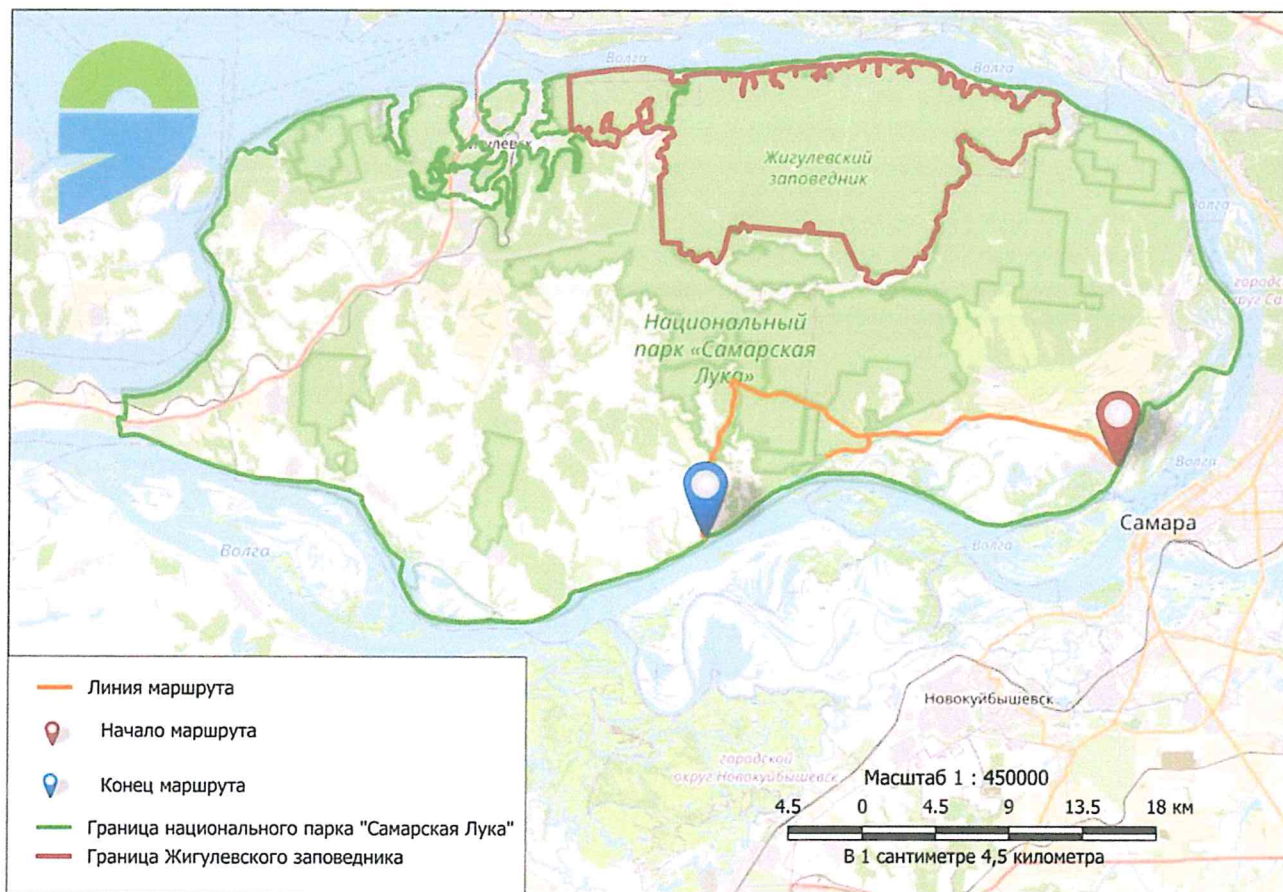 Волга
Волга
Жигулевский
заповедник
Волга
Национальный
парк «Самарская
Лука»
Волга
Самара
Волга
Волга
Новокуйбышевск
городской
округ Новокуйбышевск
Линия маршрута
Начало маршрута
Конец маршрута
Граница национального парка "Самарская Лука"
Граница Жигулевского заповедника
Масштаб 1 : 450000
4.5 0 4.5 9 13.5 18 км
В 1 сантиметре 4,5 километра